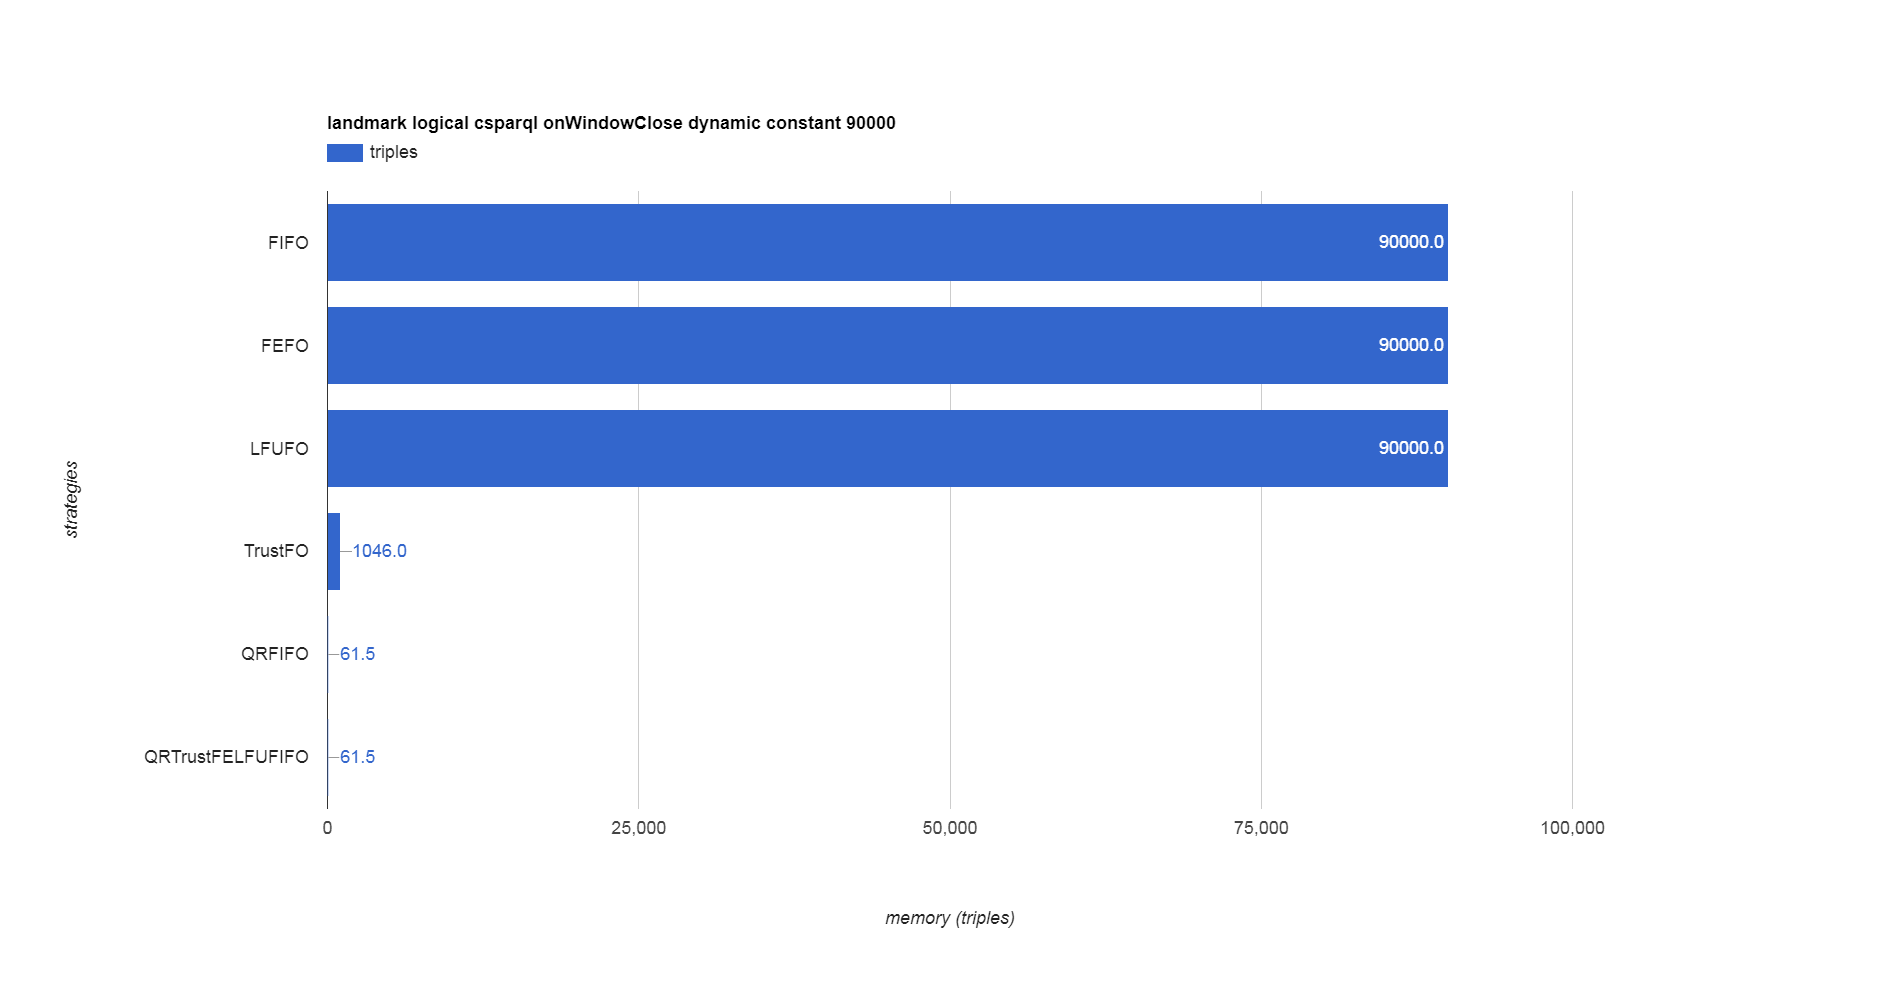 landmark logical csparql onWindowClose dynamic constant 90000
triples
FIFO
90000.0
FEFO
90000.0
LFUFO
90000.0
strategies
TrustFO
1046.0
QRFIFO
61.5
QRTrustFELFUFIFO
61.5
0
25,000
50,000
75,000
100,000
memory (triples)